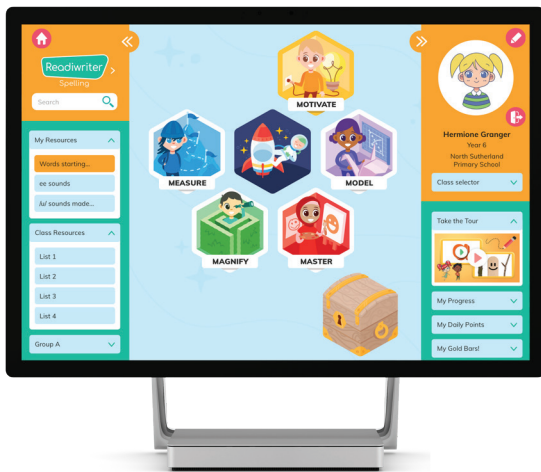 Readiwriter
Spelling
Search
My Resources
Words starting...
ee sounds
/u/ sounds made...
Class Resources
List 1
List 2
List 3
List 4
Group A
MOTIVATE
MEASURE
MODEL
MAGNIFY
MASTER
Hermione Granger
Year 6
North Sutherland
Primary School
Class selector
Take the Tour
My Progress
My Daily Points
My Gold Bars!